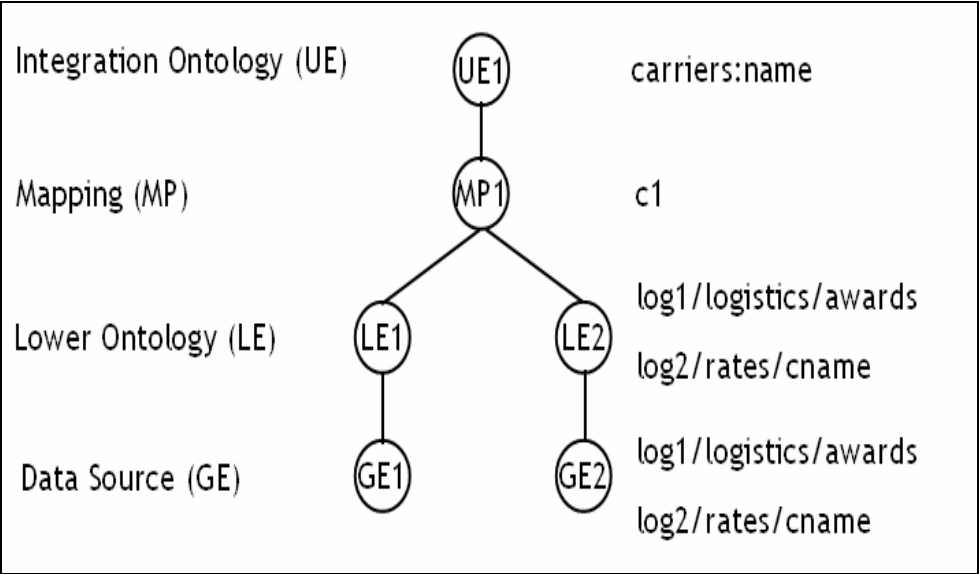 Integration Ontology (UE) UE1 carriers:name
Mapping (MP) MP1 c1
log1/logistics/awards
Lower Ontology (LE) LE1 LE2
log2/rates/cname
log1/logistics/awards
Data Source (GE) GE1 GE2
log2/rates/cname